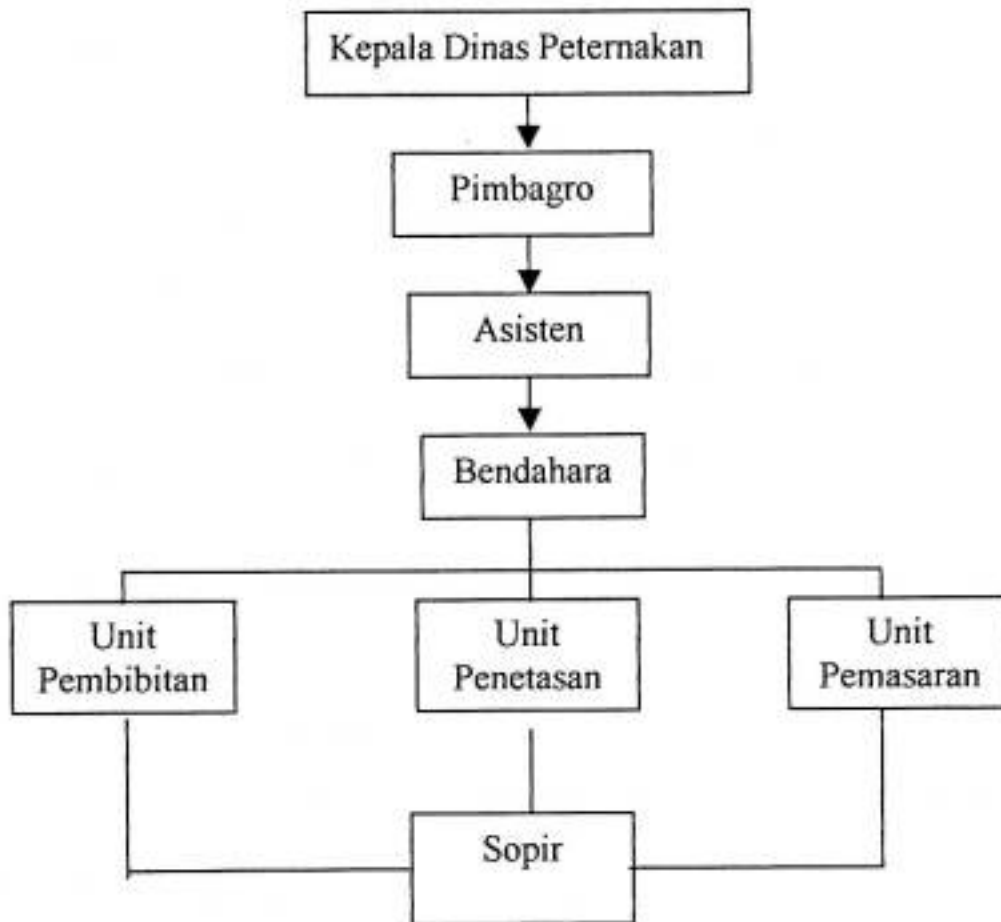 Kepala Dinas Peternakan
Pimbagro
Asisten
Bendahara
Unit
Pembibitan
Unit
Penetasan
Unit
Pemasaran
Sopir